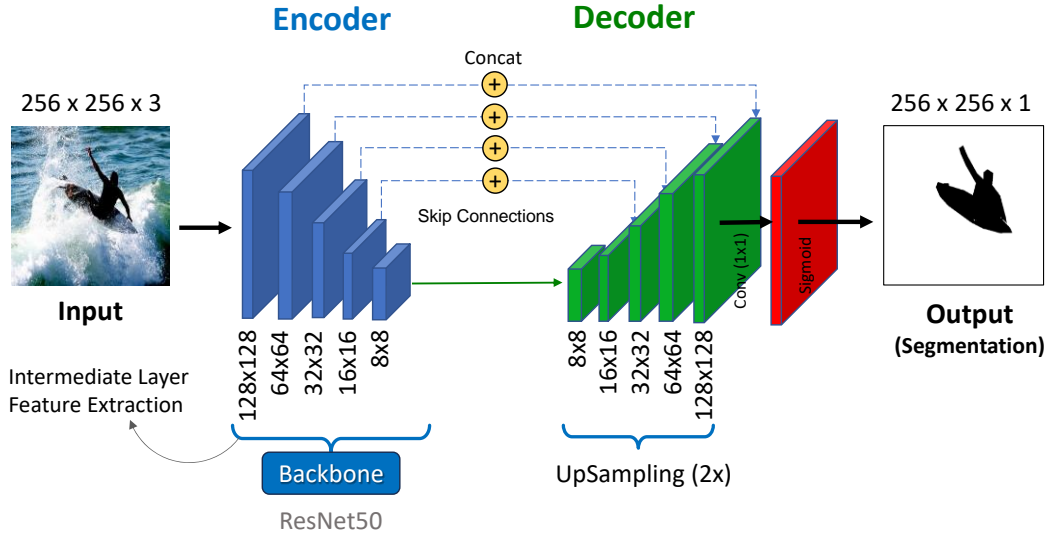 Encoder
Decoder
Concat
256 x 256 x 3
256 x 256 x 1
+
+
+
+
Skip Connections
Conv (1x1)
Sigmoid
Input
Output
(Segmentation)
128x128
64x64
32x32
16x16
8x8
8x8
16x16
32x32
64x64
128x128
Intermediate Layer
Feature Extraction
Backbone
UpSampling (2x)
ResNet50